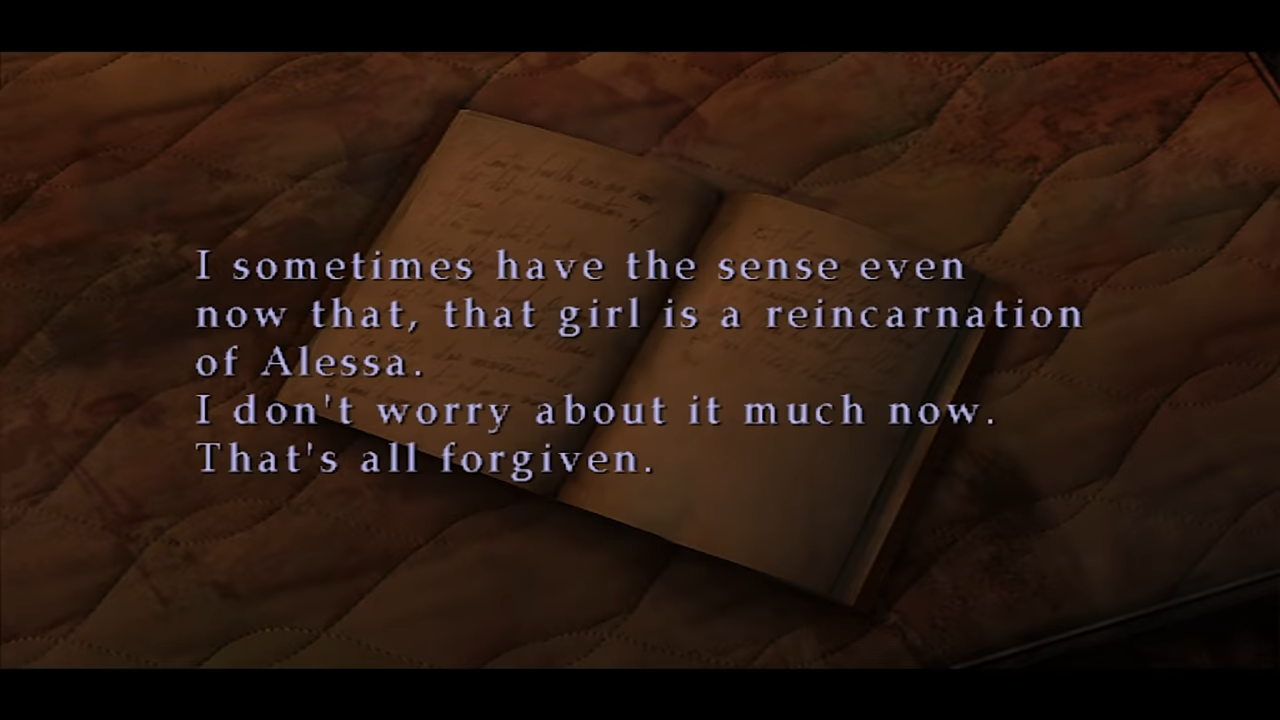 I sometimes have the sense even
now that, that girl is a reincarnation
of Alessa.
I don't worry about it much now.
That's all forgiven.